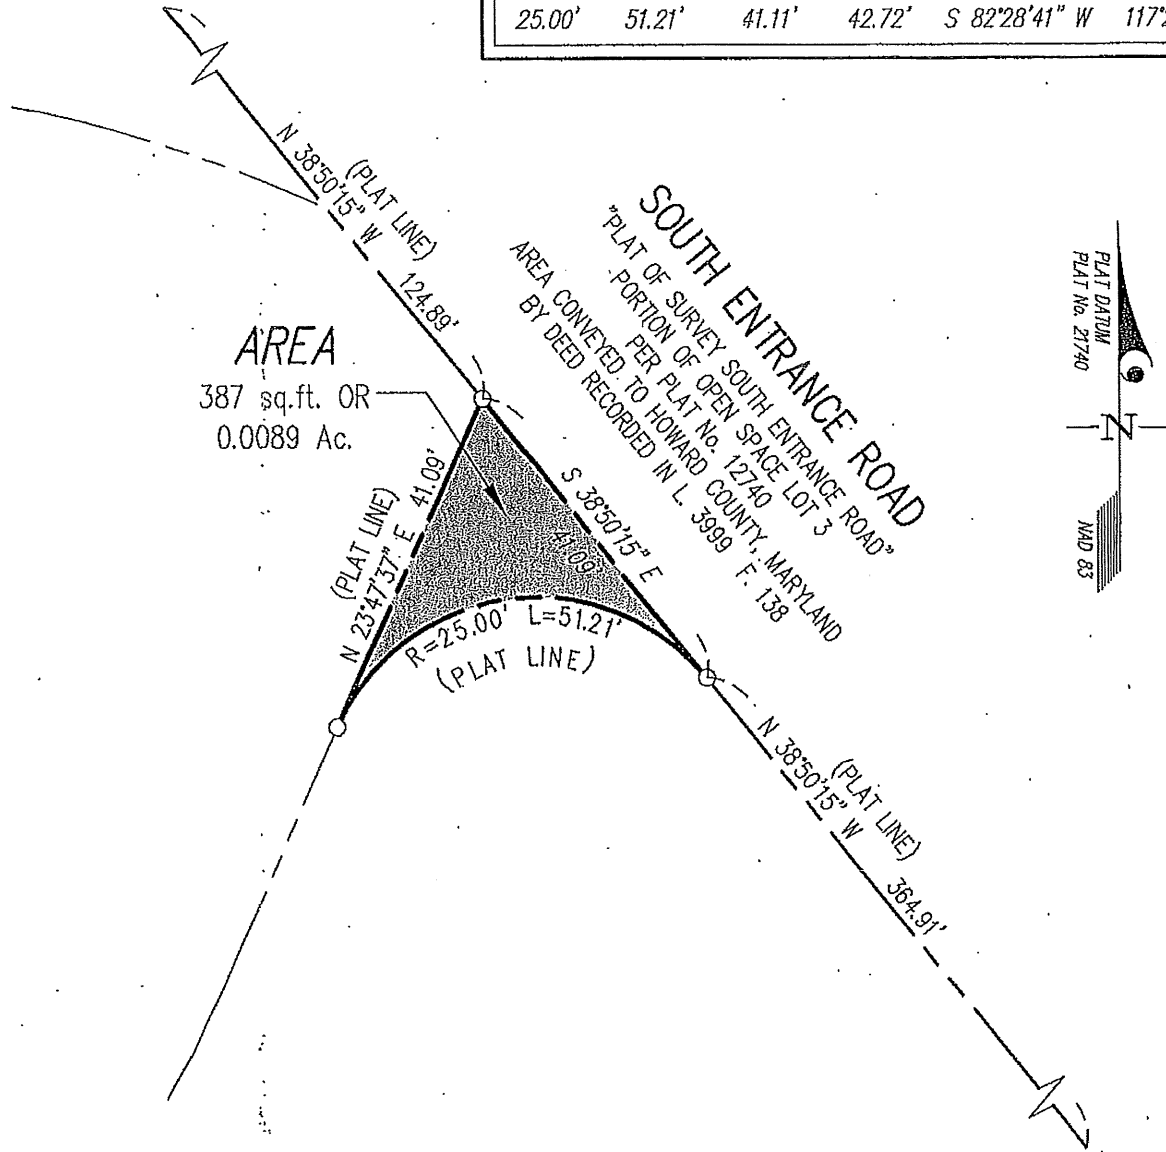 25.00' 51.21' 41.11' 42.72' S 82°28'41" W
N 38°50'15" W
(PLAT LINE)
124.89'
SOUTH ENTRANCE ROAD
"PLAT OF SURVEY SOUTH ENTRANCE ROAD"
PORTION OF OPEN SPACE LOT 3
PER PLAT No. 12740
AREA CONVEYED TO HOWARD COUNTY, MARYLAND
BY DEED RECORDED IN L. 3999 F. 138
PLAT DATUM
PLAT No. 21740
N
NAD 83
AREA
387 sq.ft. OR
0.0089 Ac.
(PLAT LINE)
N 23°47'37" E 41.09'
S 38°50'15" E
41.09'
R=25.00' L=51.21'
(PLAT LINE)
N 38°50'15" W
(PLAT LINE)
364.91'